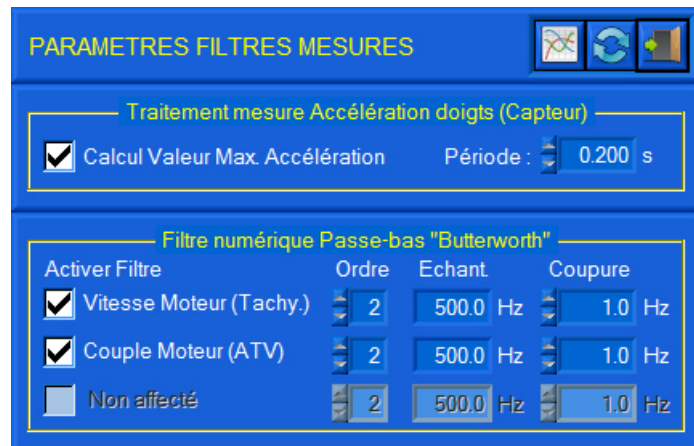 PARAMETRES FILTRES MESURES
Traitement mesure Accélération doigts (Capteur)
Calcul Valeur Max. Accélération Période : 0.200 s
Filtre numérique Passe-bas "Butterworth"
Activer Filtre Ordre Echant. Coupure
Vitesse Moteur (Tachy.) 2 500.0 Hz 1.0 Hz
Couple Moteur (ATV) 2 500.0 Hz 1.0 Hz
Non affecté 2 500.0 Hz 1.0 Hz